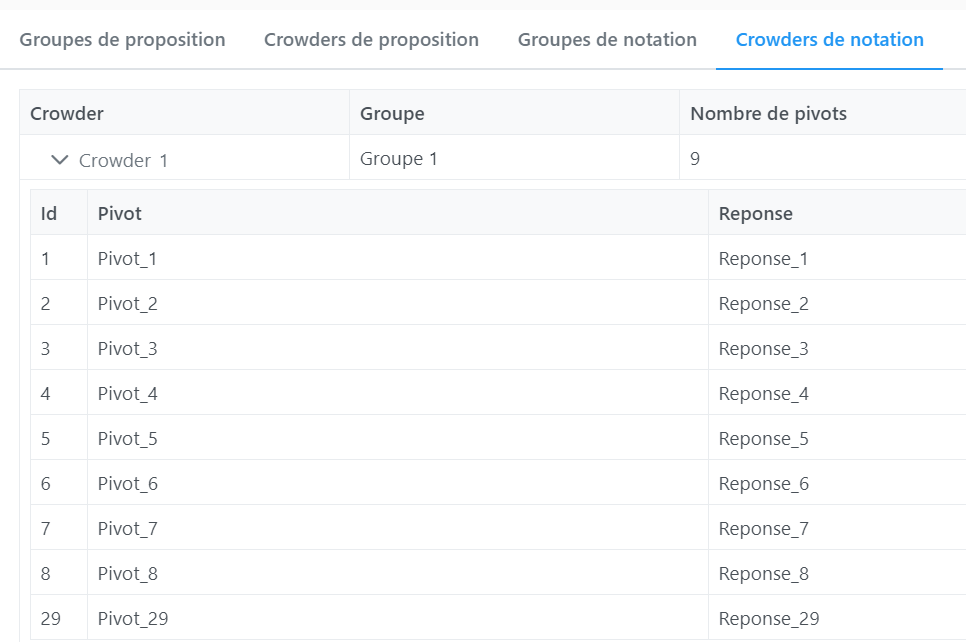 Groupes de proposition Crowders de proposition Groupes de notation Crowders de notation
Crowder Groupe Nombre de pivots
Crowder 1 Groupe 1 9
Id Pivot Reponse
1 Pivot_1 Reponse_1
2 Pivot_2 Reponse_2
3 Pivot_3 Reponse_3
4 Pivot_4 Reponse_4
5 Pivot_5 Reponse_5
6 Pivot_6 Reponse_6
7 Pivot_7 Reponse_7
8 Pivot_8 Reponse_8
29 Pivot_29 Reponse_29